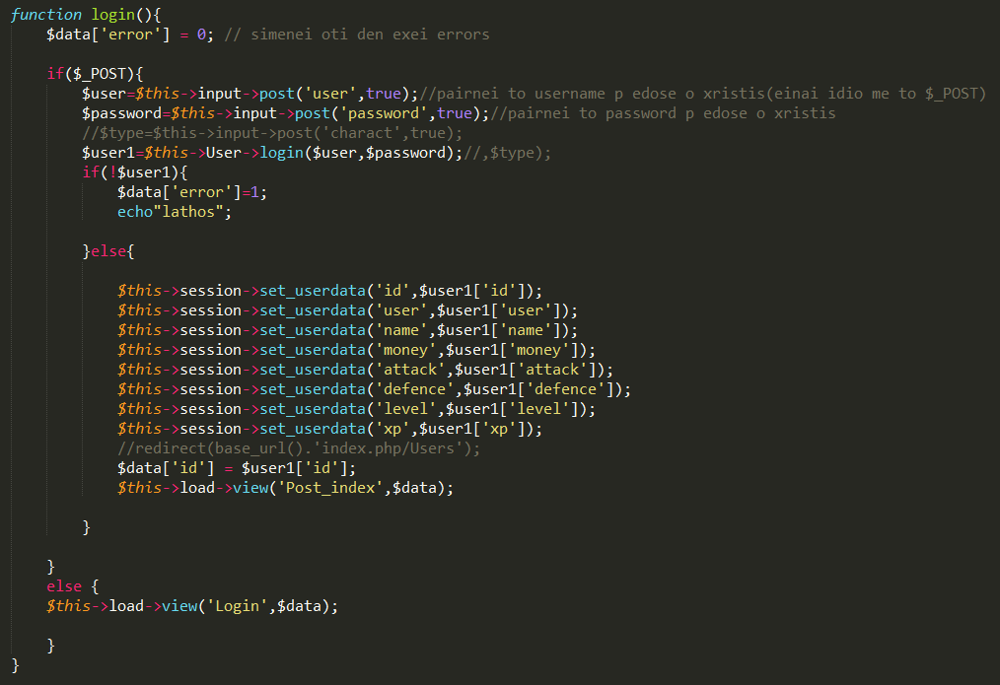 function login(){
$data['error'] = 0; // simenei oti den exei errors
if($_POST){
$user=$this->input->post('user',true);//pairnei to username p edose o xristis(einai idio me to $_POST)
$password=$this->input->post('password',true);//pairnei to password p edose o xristis
//$type=$this->input->post('charact',true);
$user1=$this->User->login($user,$password);//,$type);
if(!$user1){
$data['error']=1;
echo"lathos";
}else{
$this->session->set_userdata('id',$user1['id']);
$this->session->set_userdata('user',$user1['user']);
$this->session->set_userdata('name',$user1['name']);
$this->session->set_userdata('money',$user1['money']);
$this->session->set_userdata('attack',$user1['attack']);
$this->session->set_userdata('defence',$user1['defence']);
$this->session->set_userdata('level',$user1['level']);
$this->session->set_userdata('xp',$user1['xp']);
//redirect(base_url().'index.php/Users');
$data['id'] = $user1['id'];
$this->load->view('Post_index',$data);
}
}
else {
$this->load->view('Login',$data);
}
}